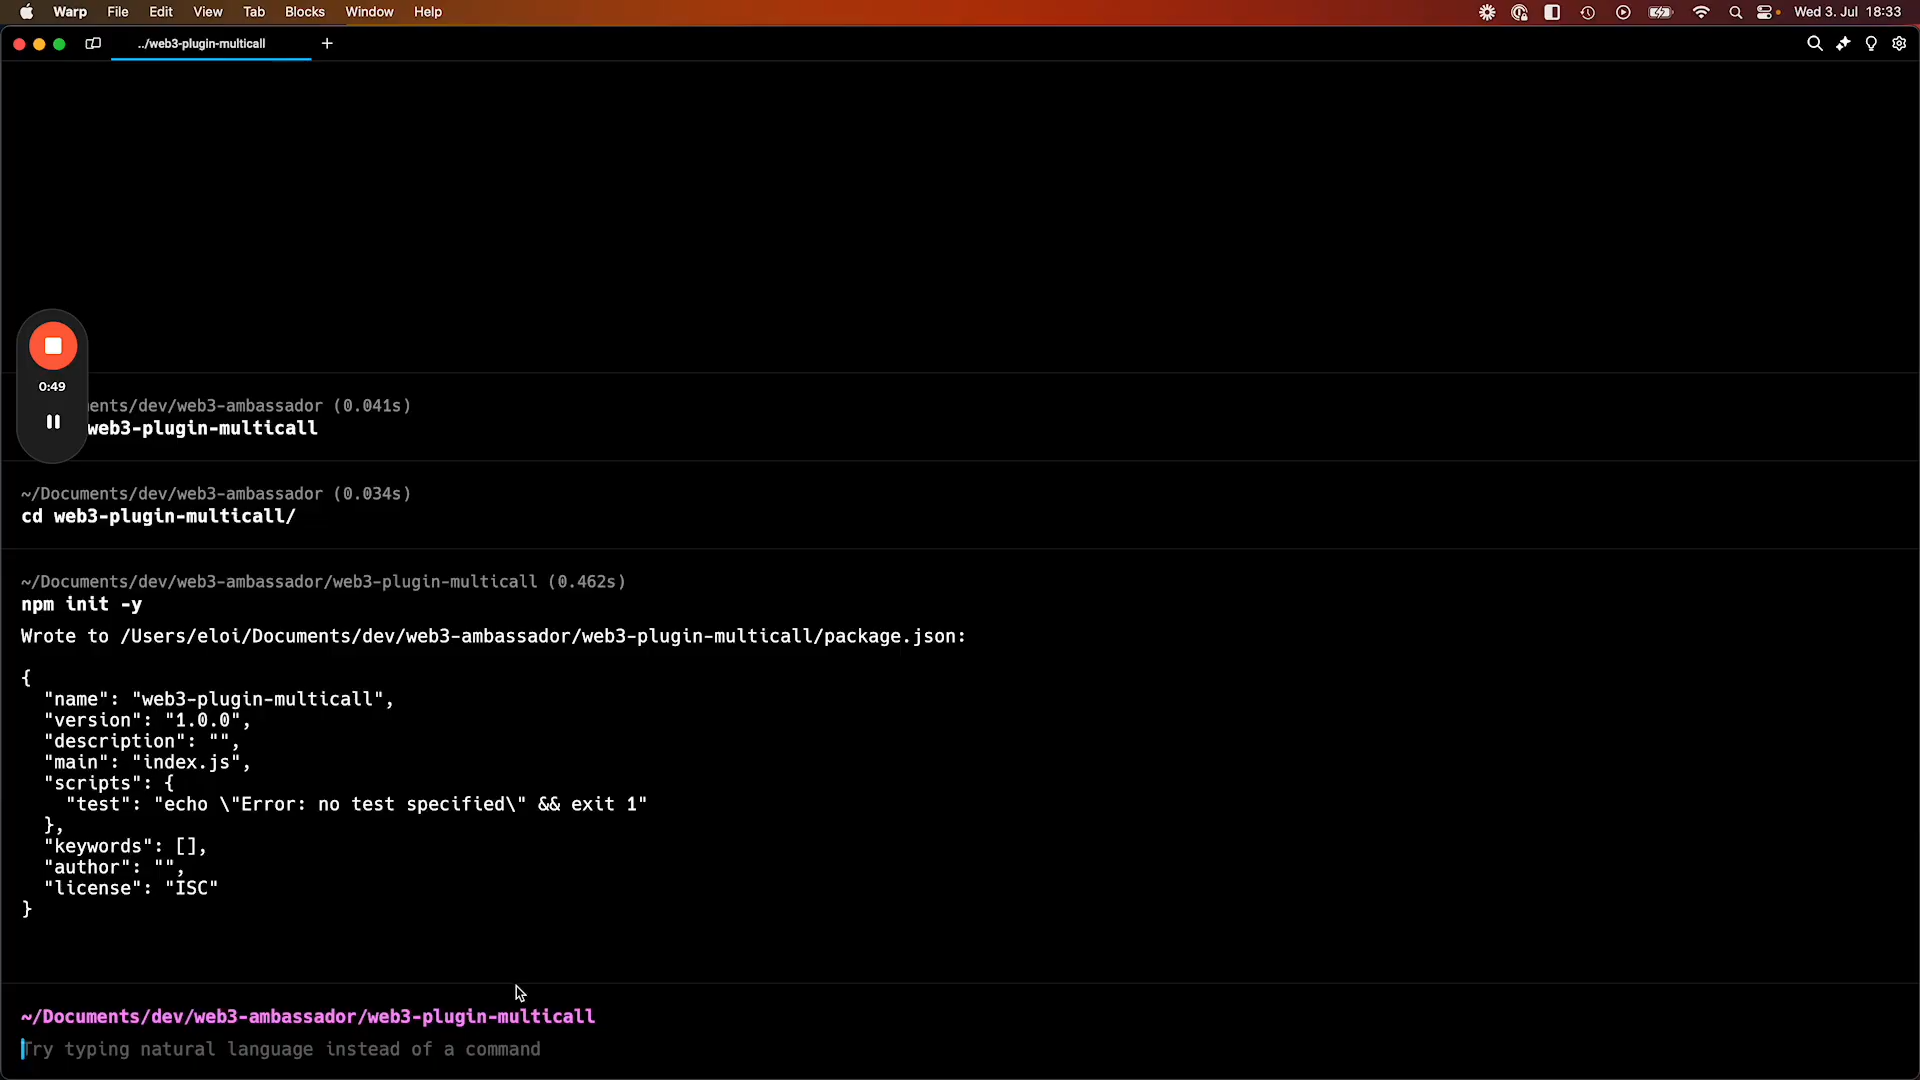 Warp File Edit View Tab Blocks Window Help Wed 3. Jul 18:33
../web3-plugin-multicall +
0:49
ents/dev/web3-ambassador (0.041s)
web3-plugin-multicall
~/Documents/dev/web3-ambassador (0.034s)
cd web3-plugin-multicall/
~/Documents/dev/web3-ambassador/web3-plugin-multicall (0.462s)
npm init -y
Wrote to /Users/eloi/Documents/dev/web3-ambassador/web3-plugin-multicall/package.json:
{
"name": "web3-plugin-multicall",
"version": "1.0.0",
"description": "",
"main": "index.js",
"scripts": {
"test": "echo \"Error: no test specified\" && exit 1"
},
"keywords": [],
"author": "",
"license": "ISC"
}
~/Documents/dev/web3-ambassador/web3-plugin-multicall
Try typing natural language instead of a command